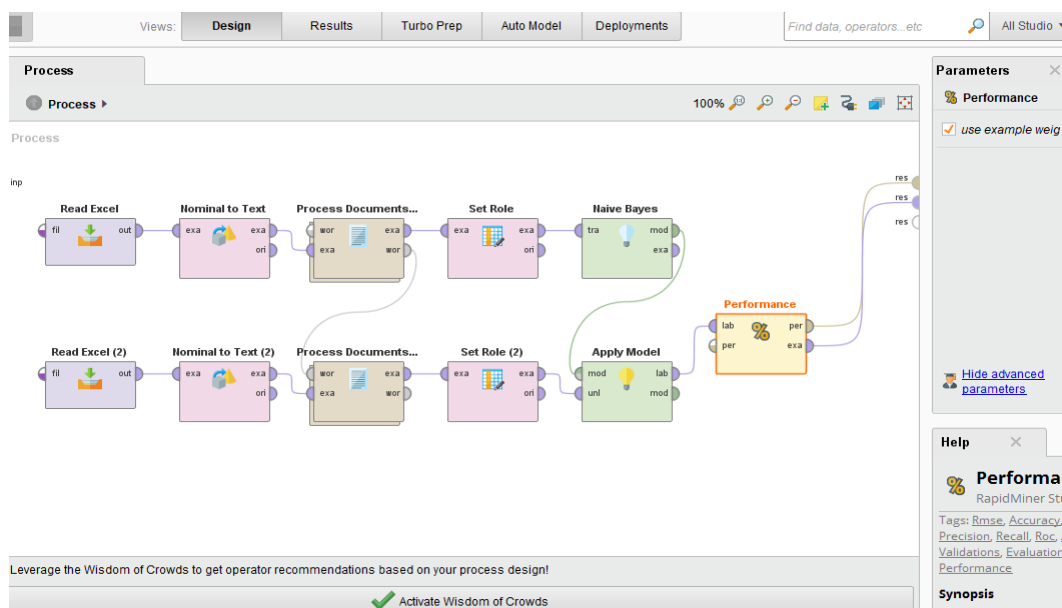 Views: Design Results Turbo Prep Auto Model Deployments Find data, operators...etc All Studio
Process
Process
100%
Process
inp
Read Excel Nominal to Text Process Documents... Set Role Naive Bayes
fil out exa exa ori wor exa exa wor exa exa ori tra mod exa
res
res
res
Performance
lab per per exa
Read Excel (2) Nominal to Text (2) Process Documents... Set Role (2) Apply Model
fil out exa exa ori wor exa exa wor exa exa ori mod lab unl mod
Leverage the Wisdom of Crowds to get operator recommendations based on your process design!
Activate Wisdom of Crowds
Parameters
Performance
use example weig
Hide advanced
parameters
Help
Performa
RapidMiner Stu
Tags: Rmse, Accuracy,
Precision, Recall, Roc,
Validations, Evaluation
Performance
Synopsis